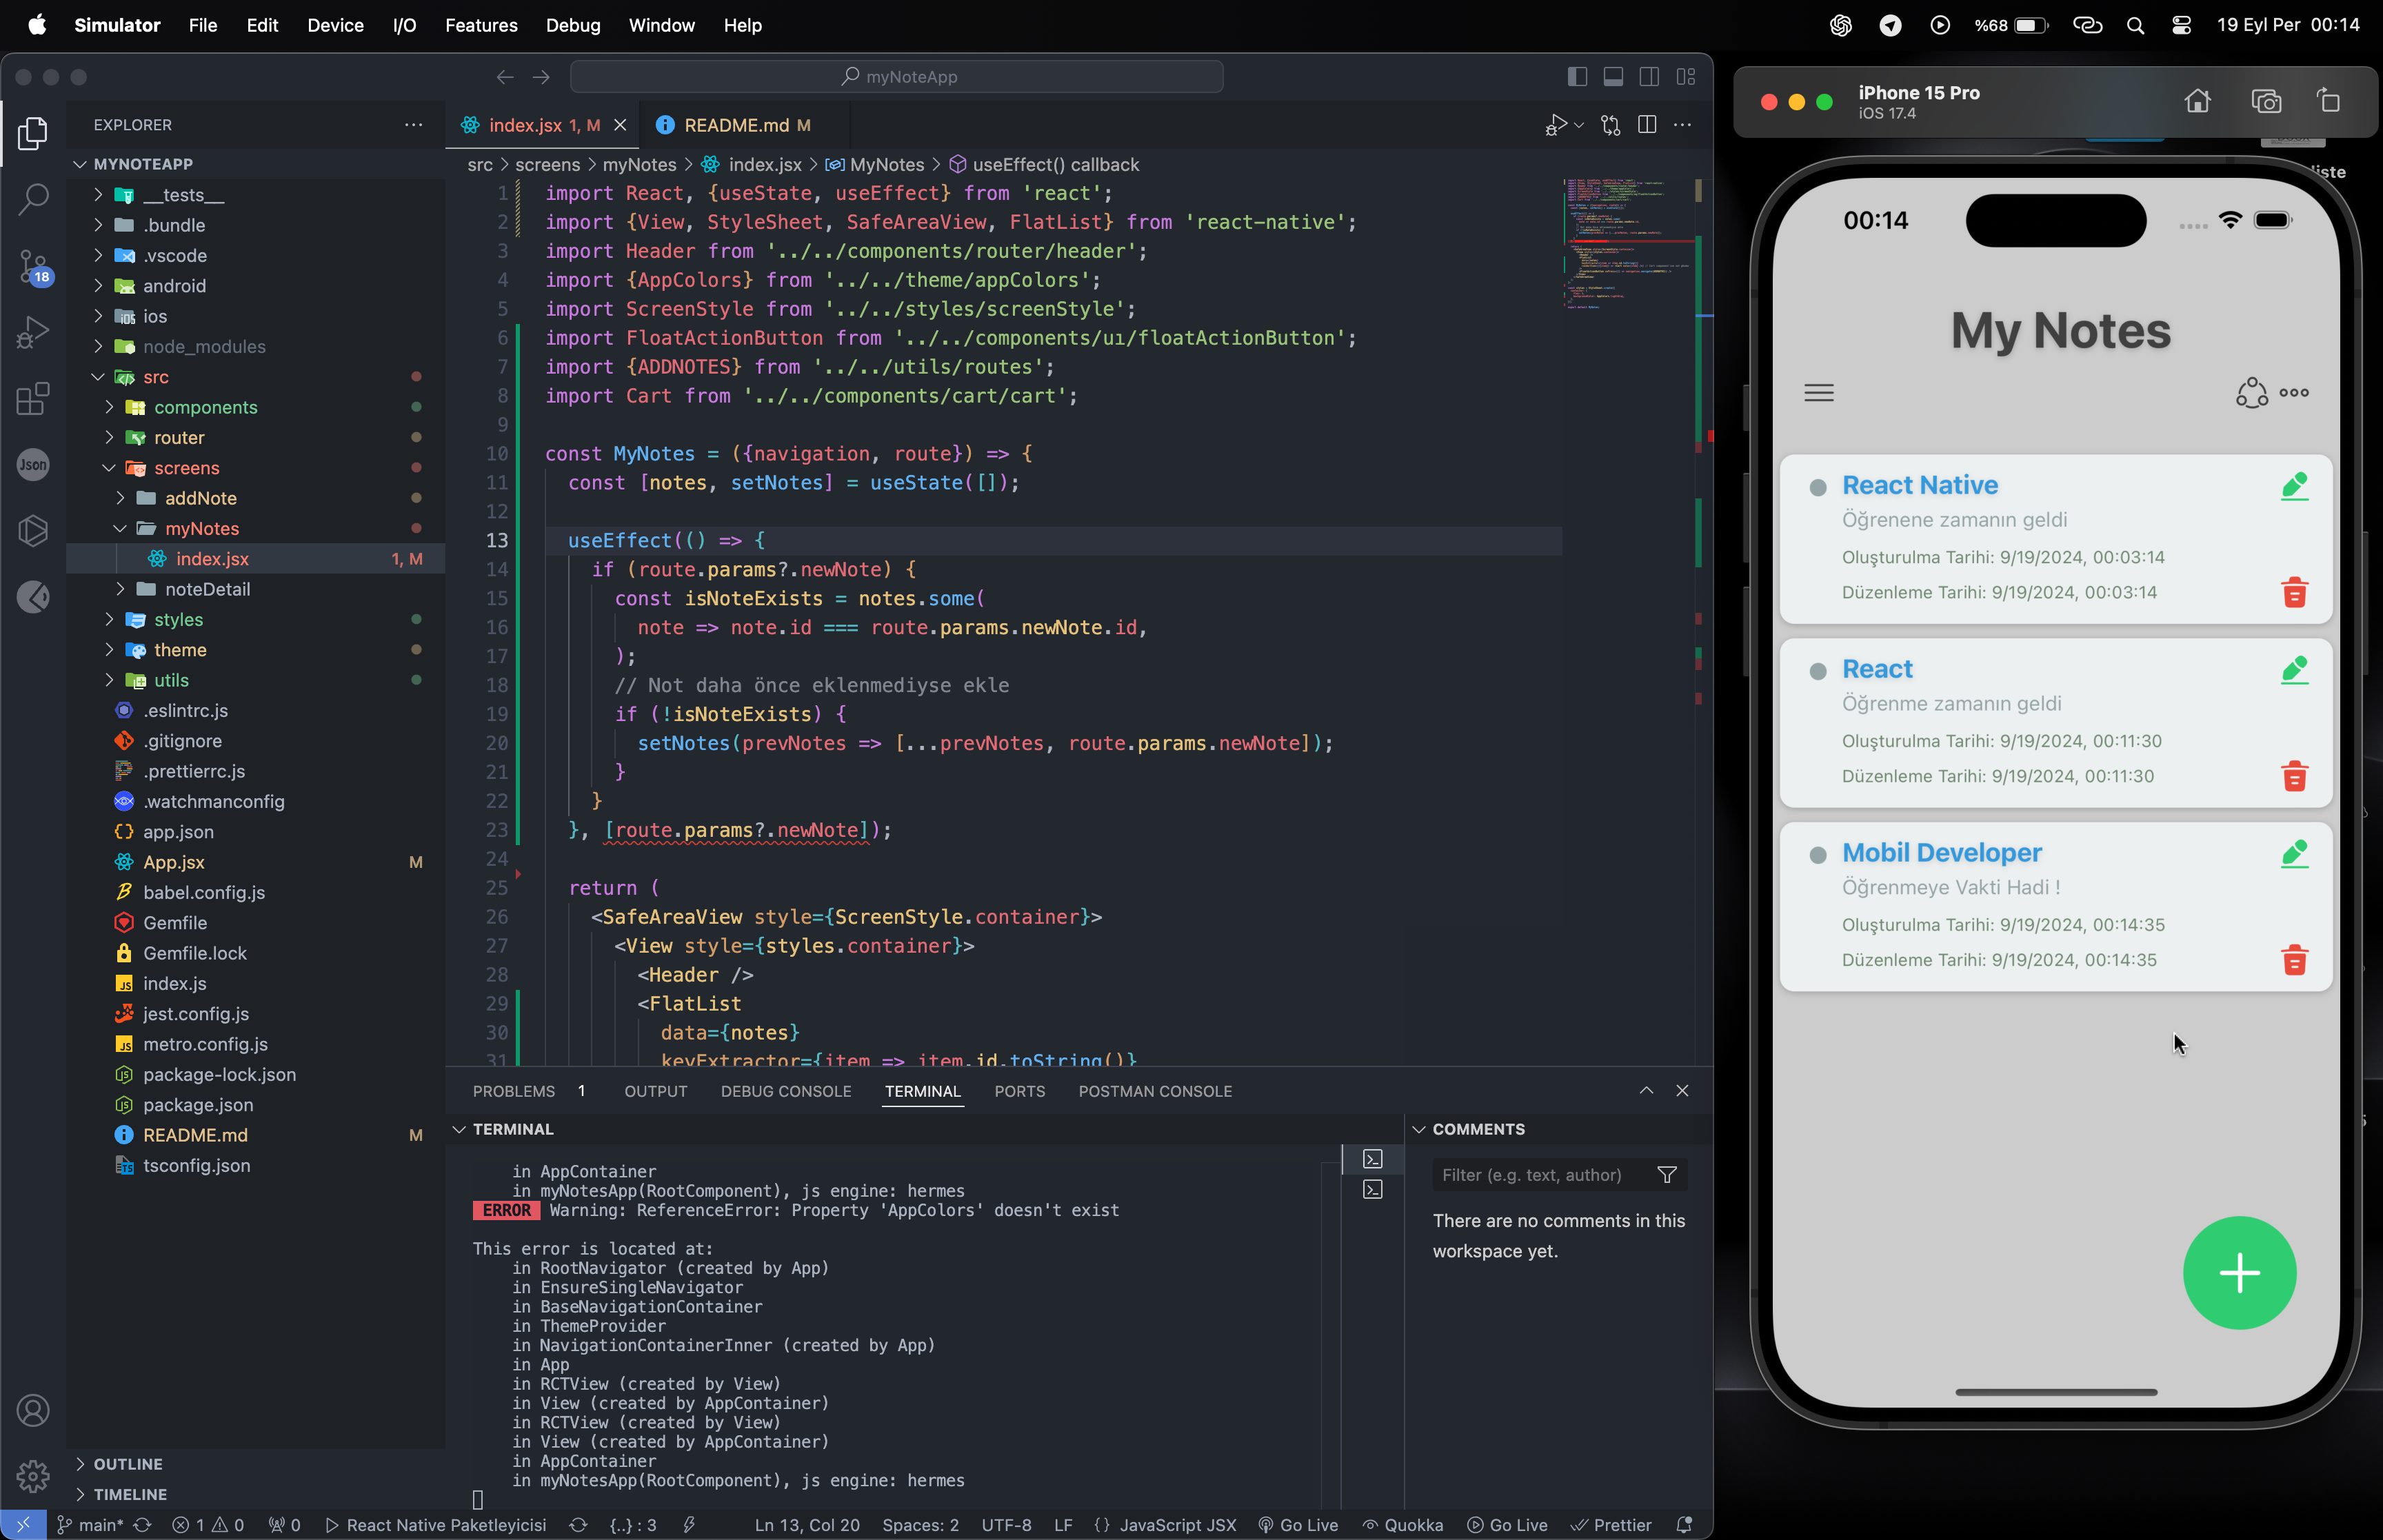 Simulator File Edit Device I/O Features Debug Window Help
%68 19 Eyl Per 00:14
myNoteApp
EXPLORER
MYNOTEAPP
__tests__
.bundle
.vscode
android
ios
node_modules
src
components
router
screens
addNote
myNotes
index.jsx 1, M
noteDetail
styles
theme
utils
.eslintrc.js
.gitignore
.prettierrc.js
.watchmanconfig
app.json
App.jsx M
babel.config.js
Gemfile
Gemfile.lock
index.js
jest.config.js
metro.config.js
package-lock.json
package.json
README.md M
tsconfig.json
OUTLINE
TIMELINE
18
Json
index.jsx 1, M
README.md M
src > screens > myNotes > index.jsx > MyNotes > useEffect() callback
1 import React, {useState, useEffect} from 'react';
2 import {View, StyleSheet, SafeAreaView, FlatList} from 'react-native';
3 import Header from '../../components/router/header';
4 import {AppColors} from '../../theme/appColors';
5 import ScreenStyle from '../../styles/screenStyle';
6 import FloatActionButton from '../../components/uı/floatActionButton';
7 import {ADDNOTES} from '../../utils/routes';
8 import Cart from '../../components/cart/cart';
9
10 const MyNotes = ({navigation, route}) => {
11 const [notes, setNotes] = useState([]);
12
13 useEffect(() => {
14 if (route.params?.newNote) {
15 const isNoteExists = notes.some(
16 note => note.id === route.params.newNote.id,
17 );
18 // Not daha önce eklenmediyse ekle
19 if (!isNoteExists) {
20 setNotes(prevNotes => [...prevNotes, route.params.newNote]);
21 }
22 }
23 }, [route.params?.newNote]);
24
25 return (
26 <SafeAreaView style={ScreenStyle.container}>
27 <View style={styles.container}>
28 <Header />
29 <FlatList
30 data={notes}
31 keyExtractor={item => item.id.toString()}
PROBLEMS 1 OUTPUT DEBUG CONSOLE TERMINAL PORTS POSTMAN CONSOLE
TERMINAL
in AppContainer
in myNotesApp(RootComponent), js engine: hermes
ERROR Warning: ReferenceError: Property 'AppColors' doesn't exist
This error is located at:
in RootNavigator (created by App)
in EnsureSingleNavigator
in BaseNavigationContainer
in ThemeProvider
in NavigationContainerInner (created by App)
in App
in RCTView (created by View)
in View (created by AppContainer)
in RCTView (created by View)
in View (created by AppContainer)
in AppContainer
in myNotesApp(RootComponent), js engine: hermes
COMMENTS
Filter (e.g. text, author)
There are no comments in this
workspace yet.
main* 1 0 0 React Native Paketleyicisi {..} : 3 Ln 13, Col 20 Spaces: 2 UTF-8 LF {} JavaScript JSX Go Live Quokka Go Live Prettier
iPhone 15 Pro
iOS 17.4
liste
00:14
My Notes
React Native
Öğrenene zamanın geldi
Oluşturulma Tarihi: 9/19/2024, 00:03:14
Düzenleme Tarihi: 9/19/2024, 00:03:14
React
Öğrenme zamanın geldi
Oluşturulma Tarihi: 9/19/2024, 00:11:30
Düzenleme Tarihi: 9/19/2024, 00:11:30
Mobil Developer
Öğrenmeye Vakti Hadi !
Oluşturulma Tarihi: 9/19/2024, 00:14:35
Düzenleme Tarihi: 9/19/2024, 00:14:35